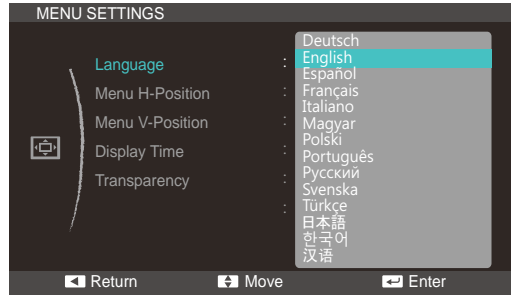 MENU SETTINGS
Language :
Menu H-Position :
Menu V-Position :
Display Time :
Transparency :
:
Deutsch
English
Español
Français
Italiano
Magyar
Polski
Português
Русский
Svenska
Türkçe
日本語
한국어
汉语
Return Move Enter